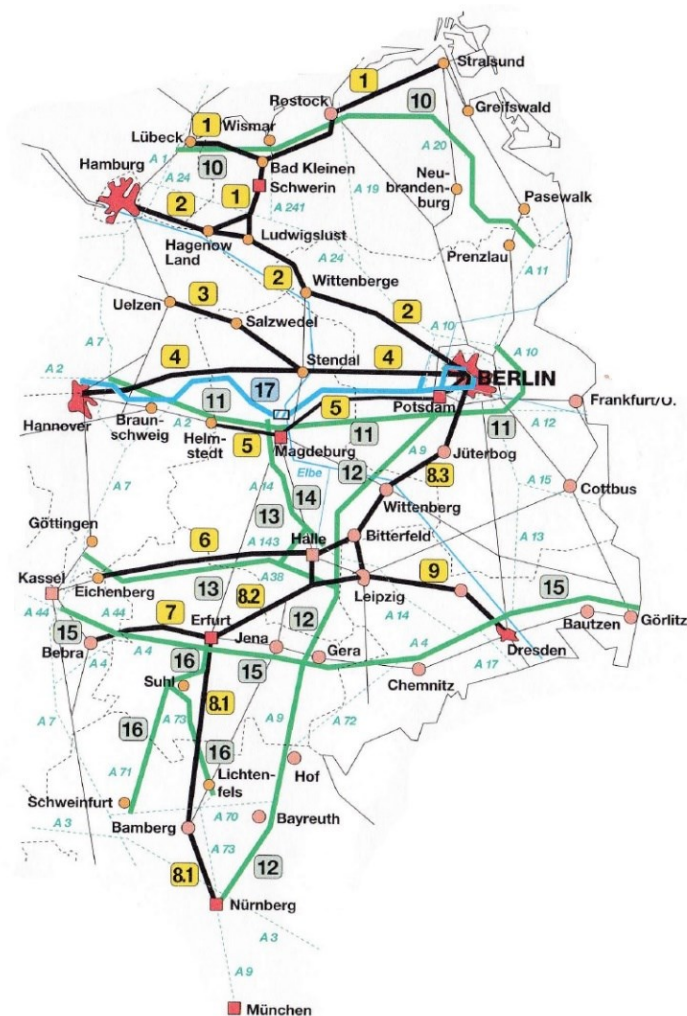 Stralsund
1
Rostock
10
Greifswald
1
Wismar
Lübeck
A 20
A 1
10
Bad Kleinen
Hamburg
A 24
Schwerin
A 19
Neu-
branden-
burg
1
A 241
Pasewalk
2
Ludwigslust
Hagenow
Land
A 24
Prenzlau
A 11
2
Wittenberge
3
2
Uelzen
Salzwedel
A 10
A 7
4
Stendal
4
A 10
A 2
BERLIN
17
Hannover
11
5
Potsdam
Frankfurt/O.
Braun-
schweig
A 2
Helm-
stedt
5
Magdeburg
11
11
A 12
A 9
Jüterbog
12
Elbe
8.3
A 7
A 14
14
A 15
Cottbus
Wittenberg
Göttingen
13
6
A 143
Halle
Bitterfeld
A 13
Kassel
Eichenberg
13
A 38
9
8.2
Leipzig
15
A 44
A 44
7
Erfurt
12
A 14
15
Jena
Bautzen
Görlitz
Bebra
A 4
A 4
16
15
Gera
A 4
Dresden
Suhl
Chemnitz
A 17
8.1
A 7
16
A 73
A 9
A 72
16
A 71
Hof
Lichten-
fels
Schweinfurt
A 70
Bayreuth
A 3
Bamberg
A 73
12
8.1
Nürnberg
A 3
A 9
München